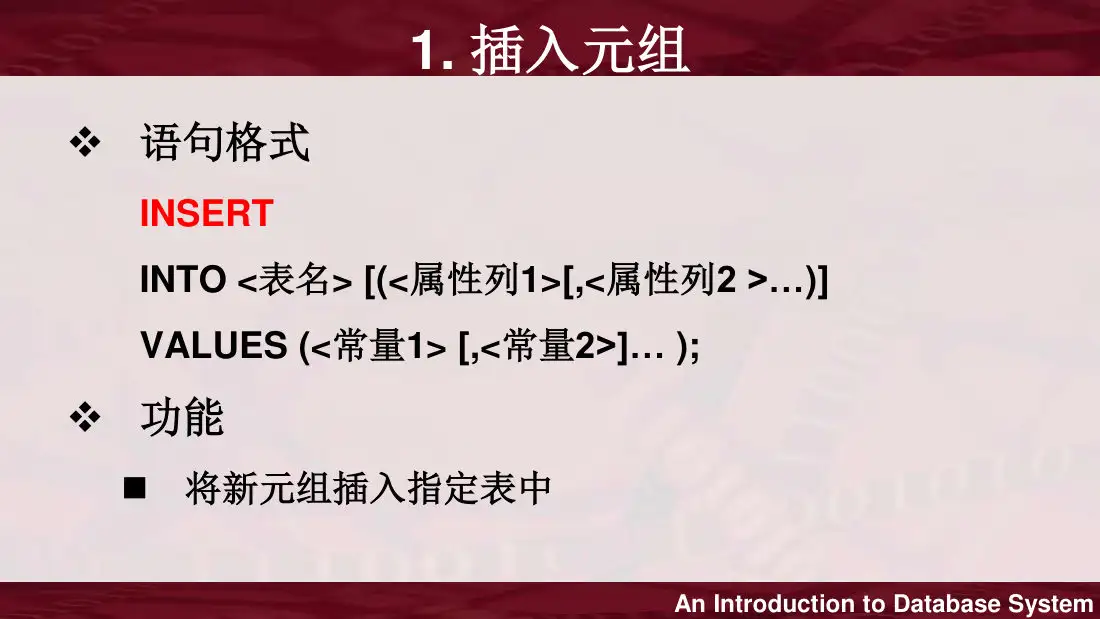 1. 插入元组
❖ 语句格式
INSERT
INTO <表名> [(<属性列1>[,<属性列2 >…)]
VALUES (<常量1> [,<常量2>]… );
❖ 功能
■ 将新元组插入指定表中
An Introduction to Database System